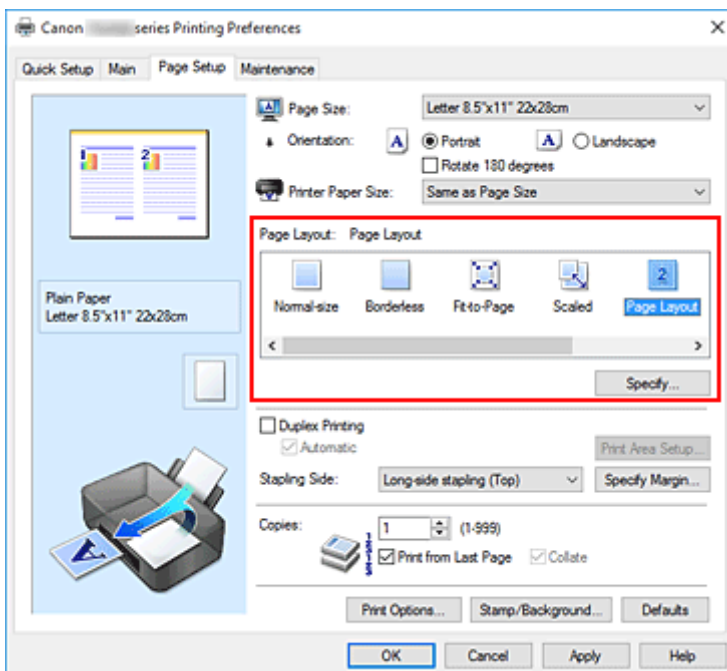 Canon series Printing Preferences
Quick Setup Main Page Setup Maintenance
1 2
Plain Paper
Letter 8.5"x11" 22x28cm
A
Page Size: Letter 8.5"x11" 22x28cm
Orientation: A Portrait A Landscape
Rotate 180 degrees
Printer Paper Size: Same as Page Size
Page Layout: Page Layout
2
Normal-size Borderless Fit-to-Page Scaled Page Layout
Specify...
Duplex Printing
Automatic Print Area Setup...
Stapling Side: Long-side stapling (Top) Specify Margin...
Copies: 1 (1-999)
Print from Last Page Collate
Print Options... Stamp/Background... Defaults
OK Cancel Apply Help